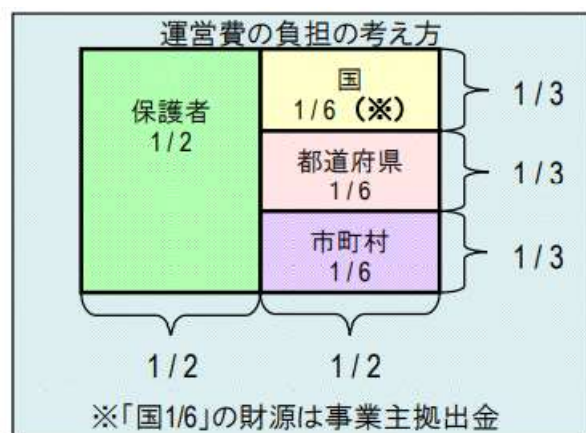 運営費の負担の考え方
保護者
1/2
国
1/6（※）
都道府県
1/6
市町村
1/6
1/3
1/3
1/3
1/2
1/2
※「国1/6」の財源は事業主拠出金